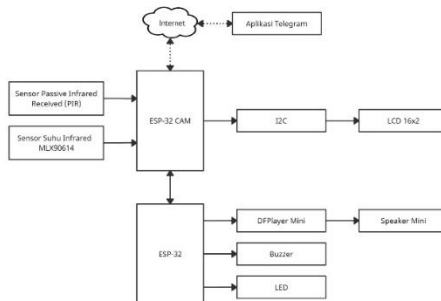 Internet
Aplikasi Telegram
Sensor Passive Infrared
Received (PIR)
ESP-32 CAM
I2C
LCD 16x2
Sensor Suhu Infrared
MLX90614
DFPlayer Mini
Speaker Mini
ESP-32
Buzzer
LED